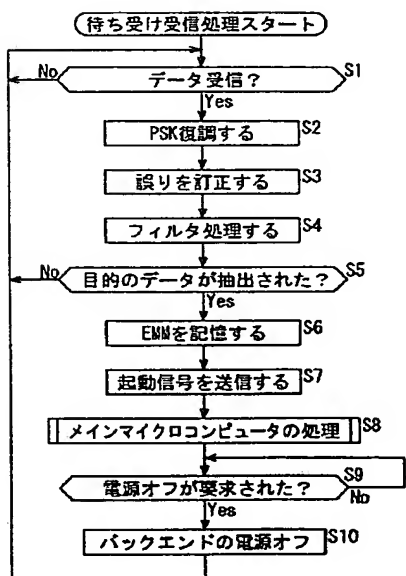 待ち受け受信処理スタート
No データ受信? S1
Yes
PSK復調する S2
誤りを訂正する S3
フィルタ処理する S4
No 目的のデータが抽出された? S5
Yes
EMMを記憶する S6
起動信号を送信する S7
メインマイクロコンピュータの処理 S8
電源オフが要求された? S9
No
Yes
バックエンドの電源オフ S10